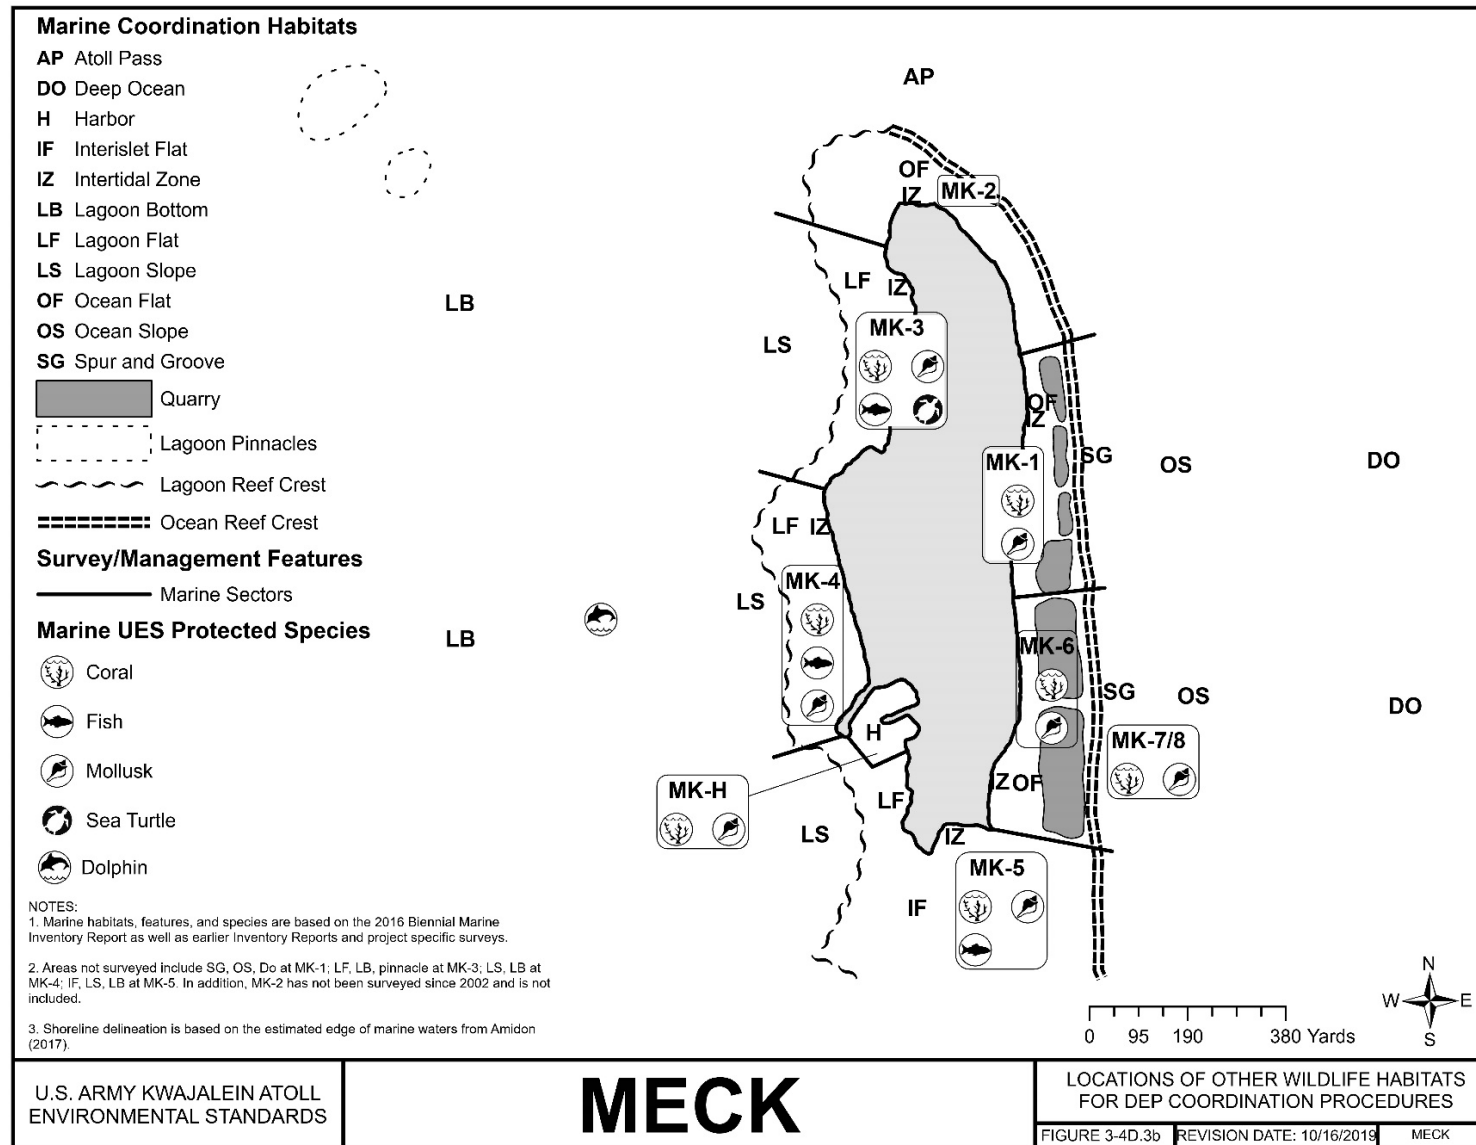 Marine Coordination Habitats
AP Atoll Pass
DO Deep Ocean
H Harbor
IF Interislet Flat
IZ Intertidal Zone
LB Lagoon Bottom
LF Lagoon Flat
LS Lagoon Slope
OF Ocean Flat
OS Ocean Slope
SG Spur and Groove
Quarry
Lagoon Pinnacles
Lagoon Reef Crest
Ocean Reef Crest
Survey/Management Features
Marine Sectors
Marine UES Protected Species
Coral
Fish
Mollusk
Sea Turtle
Dolphin
NOTES:
1. Marine habitats, features, and species are based on the 2016 Biennial Marine
Inventory Report as well as earlier Inventory Reports and project specific surveys.
2. Areas not surveyed include SG, OS, Do at MK-1; LF, LB, pinnacle at MK-3; LS, LB at
MK-4; IF, LS, LB at MK-5. In addition, MK-2 has not been surveyed since 2002 and is not
included.
3. Shoreline delineation is based on the estimated edge of marine waters from Amidon
(2017).
AP
OF
IZ
MK-2
LF
IZ
LB
MK-3
LS
OF
IZ
MK-1
SG
OS
DO
LF
IZ
MK-4
LS
LB
MK-6
SG
OS
DO
H
MK-7/8
MK-H
IZ
OF
LF
LS
IZ
MK-5
IF
N
W
E
S
0 95 190 380 Yards
U.S. ARMY KWAJALEIN ATOLL
ENVIRONMENTAL STANDARDS
MECK
LOCATIONS OF OTHER WILDLIFE HABITATS
FOR DEP COORDINATION PROCEDURES
FIGURE 3-4D.3b
REVISION DATE: 10/16/2019
MECK